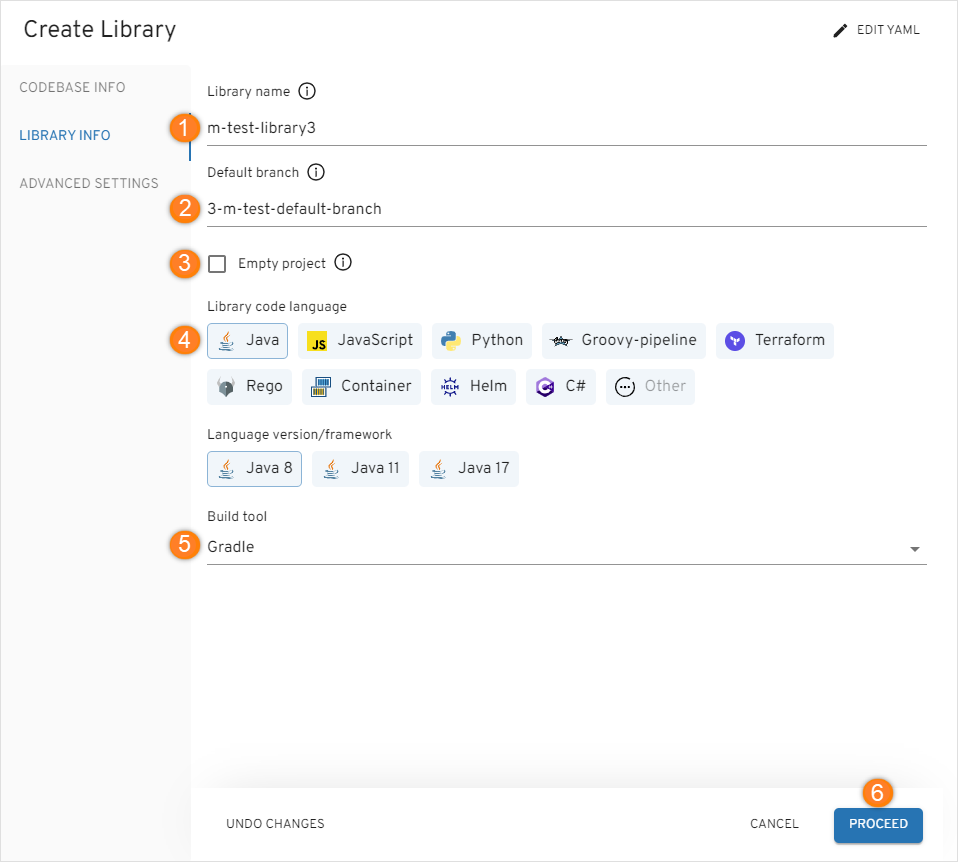 Create Library
EDIT YAML
CODEBASE INFO
LIBRARY INFO
ADVANCED SETTINGS
Library name
1 m-test-library3
Default branch
2 3-m-test-default-branch
3 Empty project
Library code language
4 Java JS JavaScript Python Groovy-pipeline Terraform
Rego Container HELM Helm C# Other
Language version/framework
Java 8 Java 11 Java 17
Build tool
5 Gradle
6
UNDO CHANGES CANCEL PROCEED